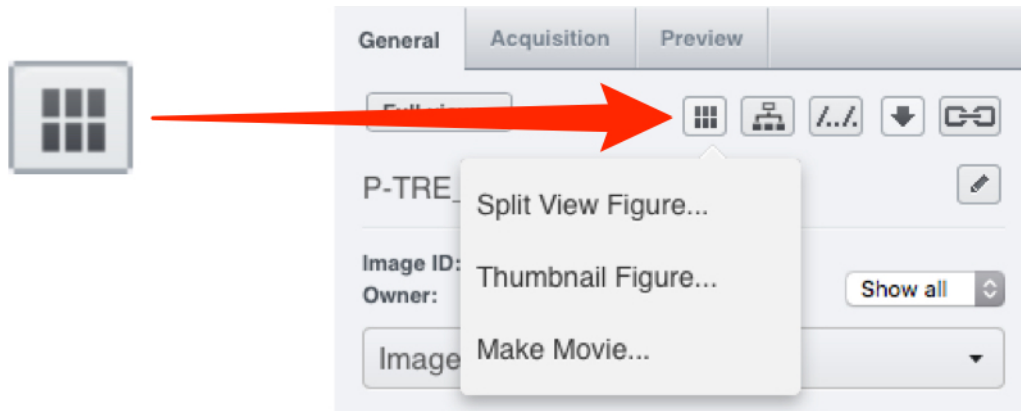 General Acquisition Preview
/../.
P-TRE_
Split View Figure...
Image ID:
Thumbnail Figure...
Owner:
Show all
Make Movie...
Image